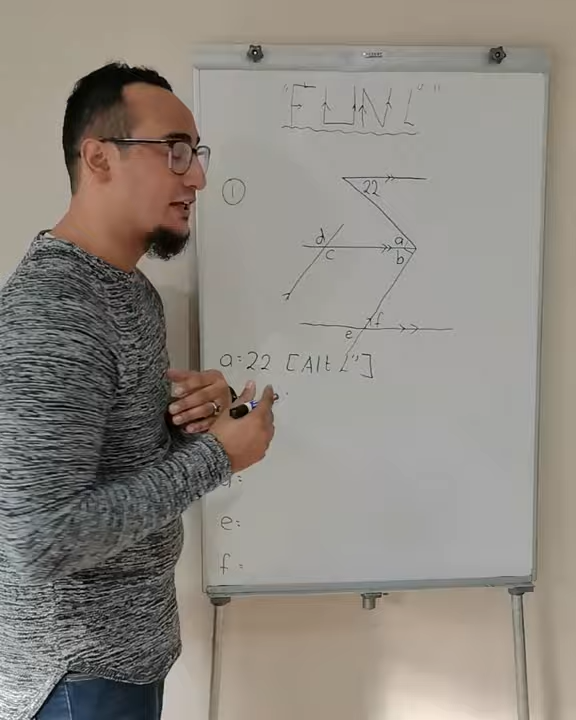 "FUN L's"
1
22
d
a
c
b
f
e
a=22 [Alt L's]
d=
e=
f=